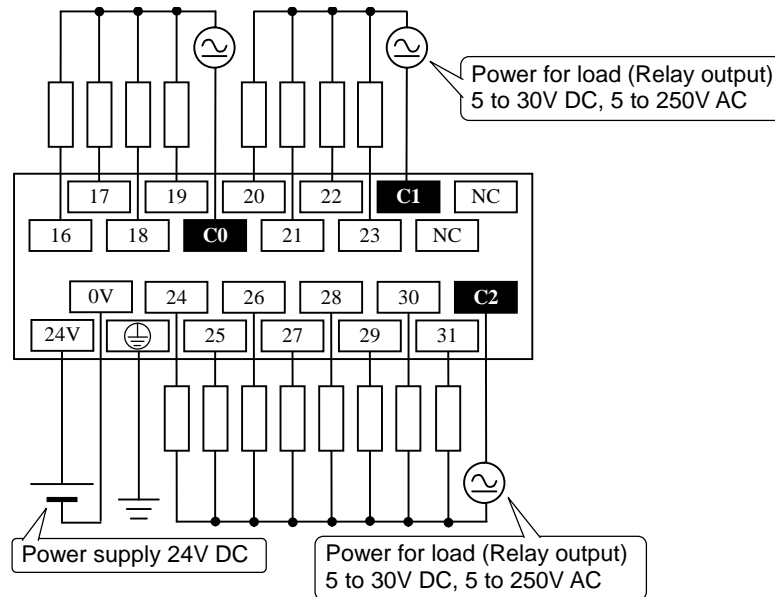 Power for load (Relay output)
5 to 30V DC, 5 to 250V AC
17 19 20 22 C1 NC
16 18 C0 21 23 NC
0V 24 26 28 30 C2
24V 25 27 29 31
Power supply 24V DC
Power for load (Relay output)
5 to 30V DC, 5 to 250V AC